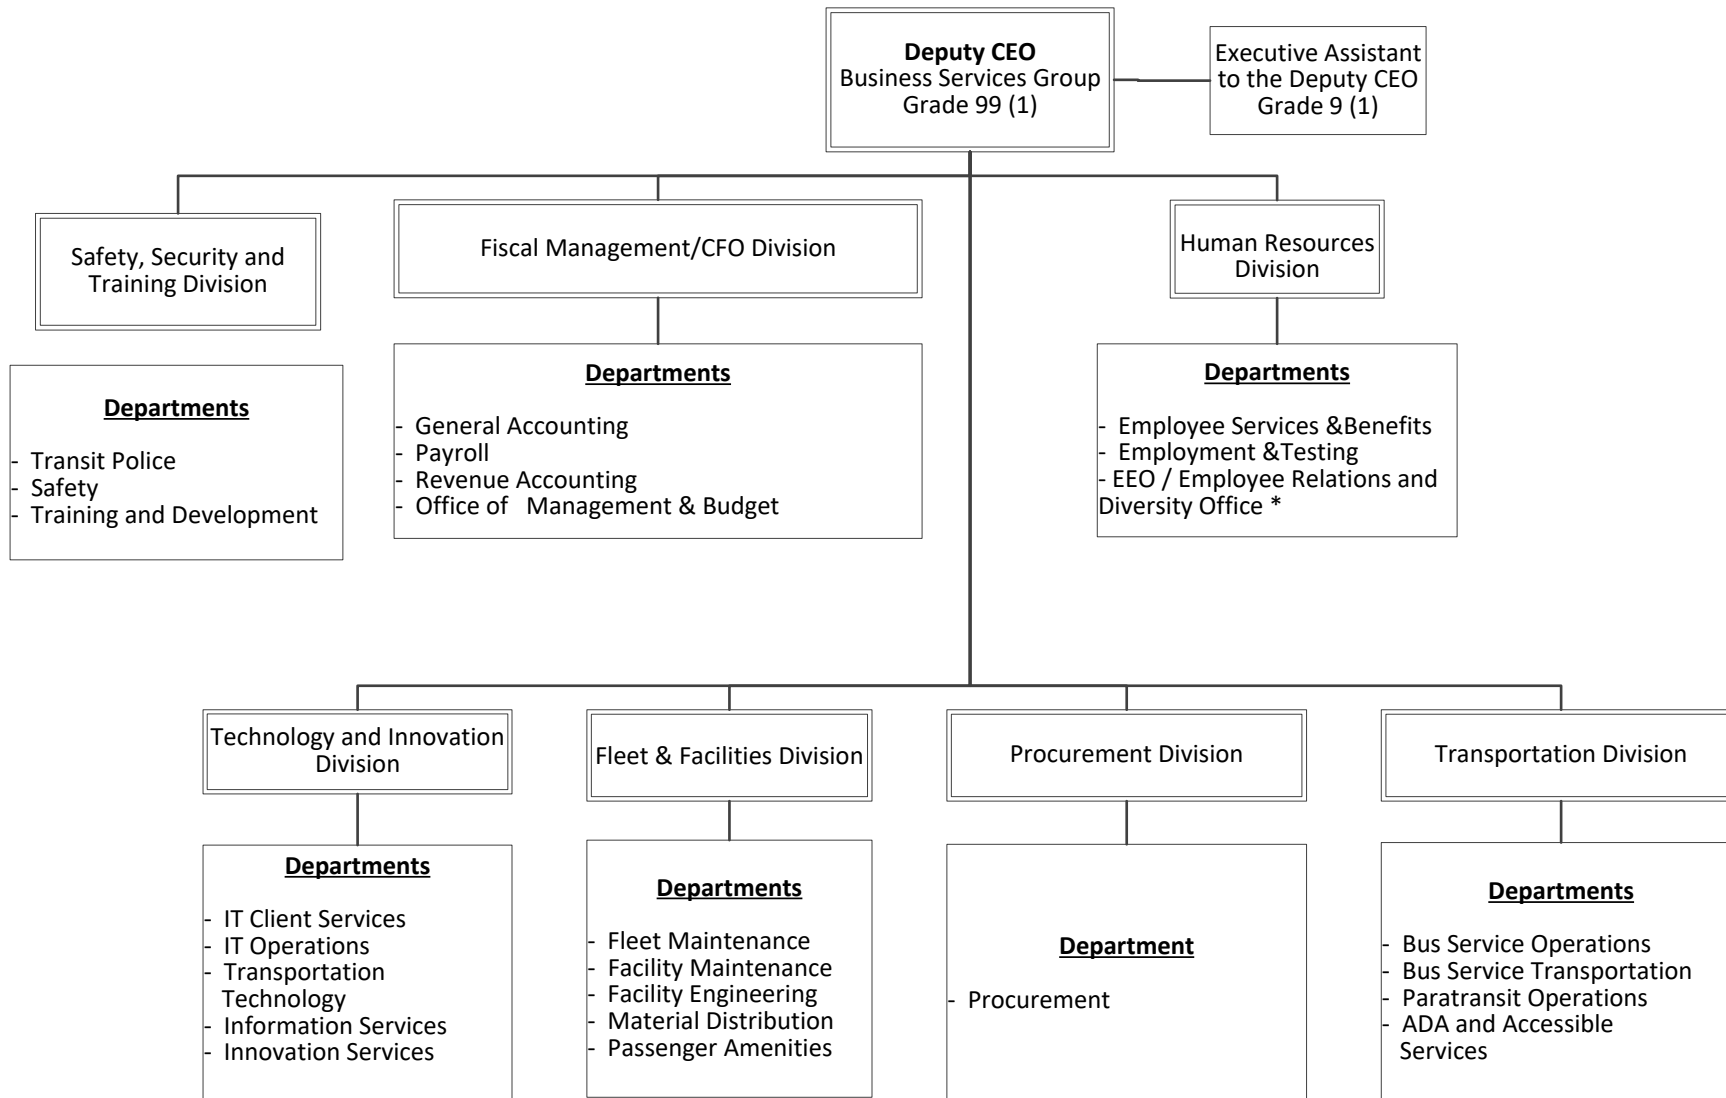 Deputy CEO
Business Services Group
Grade 99 (1)
Executive Assistant
to the Deputy CEO
Grade 9 (1)
Safety, Security and
Training Division
Fiscal Management/CFO Division
Human Resources
Division
Departments
- Transit Police
- Safety
- Training and Development
Departments
- General Accounting
- Payroll
- Revenue Accounting
- Office of   Management & Budget
Departments
- Employee Services &Benefits
- Employment &Testing
- EEO / Employee Relations and
Diversity Office *
Technology and Innovation
Division
Fleet & Facilities Division
Procurement Division
Transportation Division
Departments
- IT Client Services
- IT Operations
- Transportation
Technology
- Information Services
- Innovation Services
Departments
- Fleet Maintenance
- Facility Maintenance
- Facility Engineering
- Material Distribution
- Passenger Amenities
Department
- Procurement
Departments
- Bus Service Operations
- Bus Service Transportation
- Paratransit Operations
- ADA and Accessible
Services